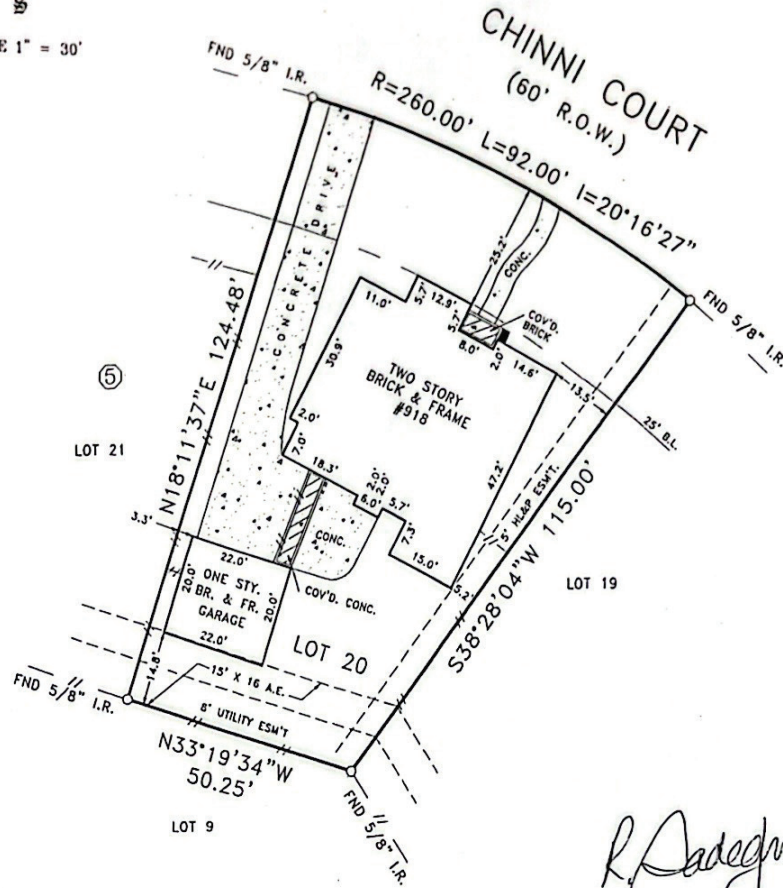 S
E 1" = 30'
CHINNI COURT
(60' R.O.W.)
FND 5/8" I.R.
R=260.00' L=92.00' I=20°16'27"
FND 5/8" I.R.
CONCRETE DRIVE
25.2'
CONC.
11.0'
5.7'
12.9'
5.7'
COV'D.
BRICK
8.0'
2.0'
14.6'
13.5'
25' B.L.
30.9'
TWO STORY
BRICK & FRAME
#918
N18°11'37"E 124.48'
5
LOT 21
2.0'
7.0'
18.3'
2.0'
2.0'
6.0'
5.7'
7.3'
15.0'
47.2'
5' HL&P ESM'T.
5.2'
S38°28'04"W 115.00'
LOT 19
3.3'
22.0'
CONC.
COV'D. CONC.
20.0'
ONE STY.
BR. & FR.
GARAGE
20.0'
22.0'
LOT 20
14.8'
15' X 16 A.E.
8' UTILITY ESM'T
FND 5/8" I.R.
N33°19'34"W
50.25'
FND 5/8" I.R.
LOT 9